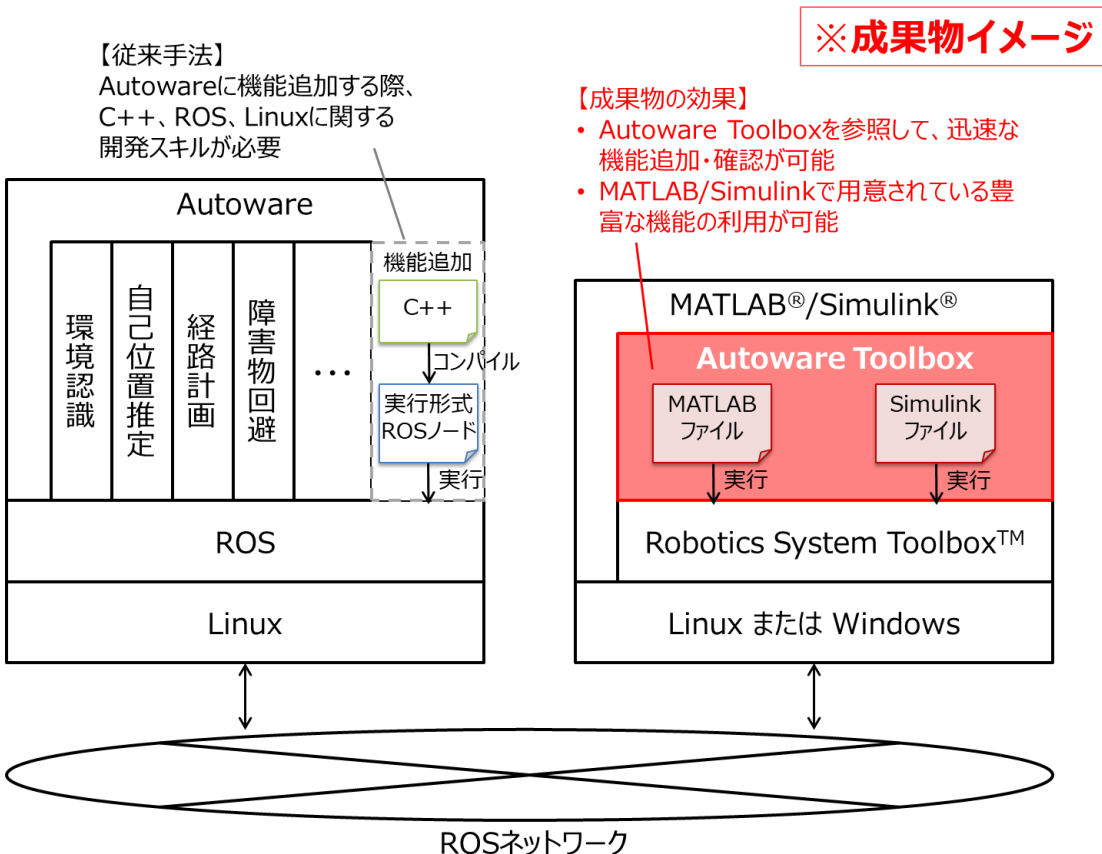 ※成果物イメージ
【従来手法】
Autowareに機能追加する際、
C++、ROS、Linuxに関する
開発スキルが必要
【成果物の効果】
• Autoware Toolboxを参照して、迅速な
機能追加・確認が可能
• MATLAB/Simulinkで用意されている豊
富な機能の利用が可能
Autoware
環境認識
自己位置推定
経路計画
障害物回避
…
機能追加
C++
コンパイル
実行形式
ROSノード
実行
ROS
Linux
MATLAB®/Simulink®
Autoware Toolbox
MATLAB
ファイル
実行
Simulink
ファイル
実行
Robotics System Toolbox™
Linux または Windows
ROSネットワーク